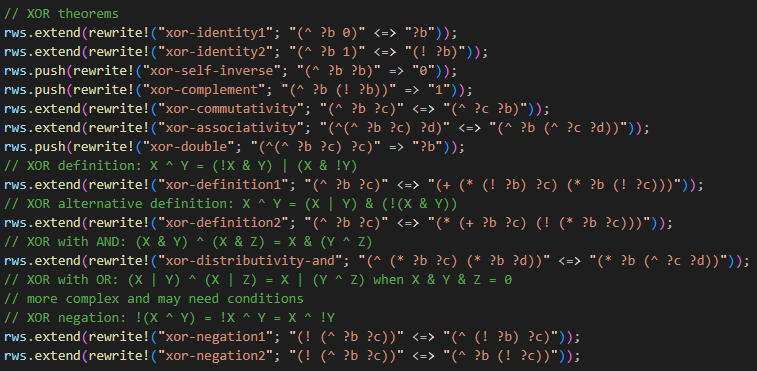 // XOR theorems
rws.extend(rewrite!("xor-identity1"; "(^ ?b 0)" <=> "?b"));
rws.extend(rewrite!("xor-identity2"; "(^ ?b 1)" <=> "(! ?b)"));
rws.push(rewrite!("xor-self-inverse"; "(^ ?b ?b)" => "0"));
rws.push(rewrite!("xor-complement"; "(^ ?b (! ?b))" => "1"));
rws.extend(rewrite!("xor-commutativity"; "(^ ?b ?c)" <=> "(^ ?c ?b)"));
rws.extend(rewrite!("xor-associativity"; "(^(^ ?b ?c) ?d)" <=> "(^ ?b (^ ?c ?d))"));
rws.push(rewrite!("xor-double"; "(^(^ ?b ?c) ?c)" => "?b"));
// XOR definition: X ^ Y = (!X & Y) | (X & !Y)
rws.extend(rewrite!("xor-definition1"; "(^ ?b ?c)" <=> "(+ (* (! ?b) ?c) (* ?b (! ?c)))"));
// XOR alternative definition: X ^ Y = (X | Y) & (!(X & Y))
rws.extend(rewrite!("xor-definition2"; "(^ ?b ?c)" <=> "(* (+ ?b ?c) (! (* ?b ?c)))"));
// XOR with AND: (X & Y) ^ (X & Z) = X & (Y ^ Z)
rws.extend(rewrite!("xor-distributivity-and"; "(^ (* ?b ?c) (* ?b ?d))" <=> "(* ?b (^ ?c ?d))"));
// XOR with OR: (X | Y) ^ (X | Z) = X | (Y ^ Z) when X & Y & Z = 0
// more complex and may need conditions
// XOR negation: !(X ^ Y) = !X ^ Y = X ^ !Y
rws.extend(rewrite!("xor-negation1"; "(! (^ ?b ?c))" <=> "(^ (! ?b) ?c)"));
rws.extend(rewrite!("xor-negation2"; "(! (^ ?b ?c))" <=> "(^ ?b (! ?c))"));